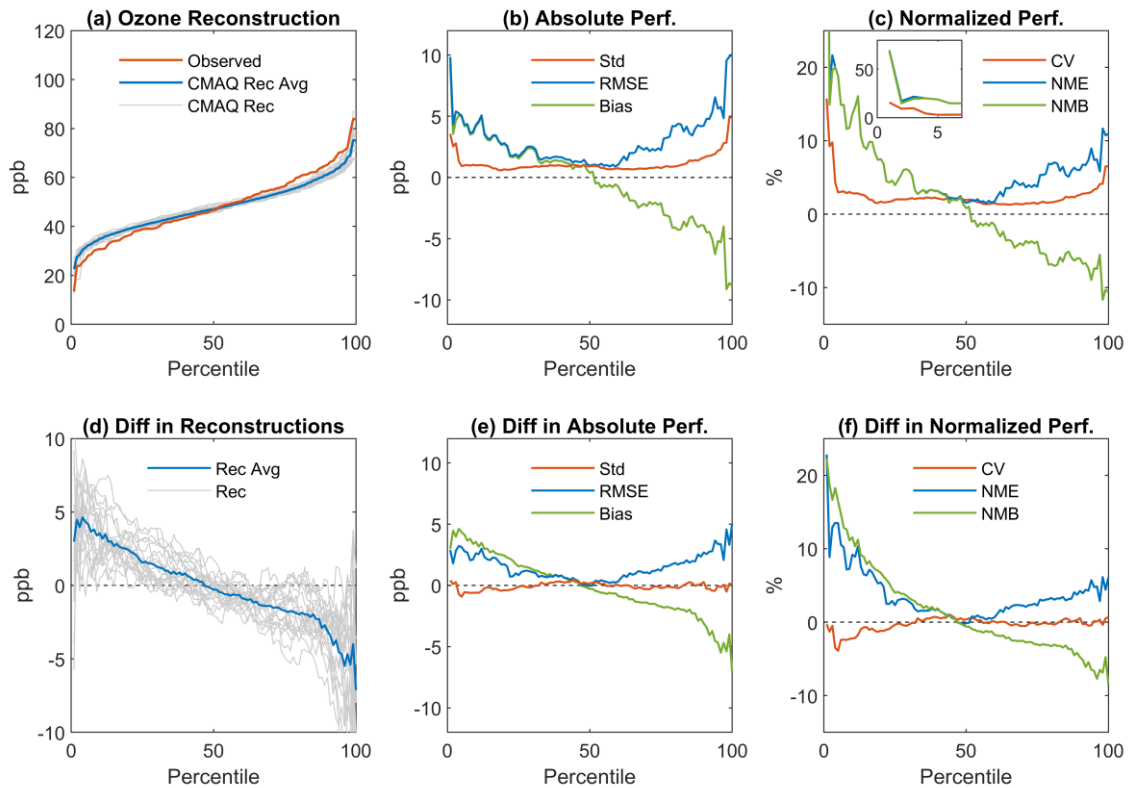 (a) Ozone Reconstruction
120
100
80
60
40
20
0
ppb
Observed
CMAQ Rec Avg
CMAQ Rec
0
50
100
Percentile
(b) Absolute Perf.
10
5
0
-5
-10
ppb
Std
RMSE
Bias
0
50
100
Percentile
(c) Normalized Perf.
20
10
0
-10
%
50
0
0
5
CV
NME
NMB
0
50
100
Percentile
(d) Diff in Reconstructions
10
5
0
-5
-10
ppb
Rec Avg
Rec
0
50
100
Percentile
(e) Diff in Absolute Perf.
10
5
0
-5
-10
ppb
Std
RMSE
Bias
0
50
100
Percentile
(f) Diff in Normalized Perf.
20
10
0
-10
%
CV
NME
NMB
0
50
100
Percentile